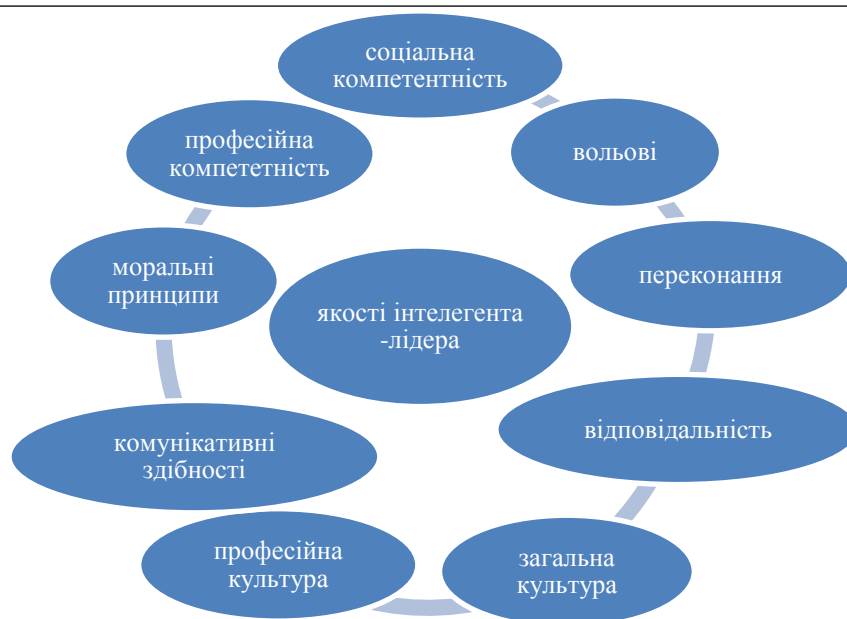 соціальна
компетентність
вольові
переконання
відповідальність
загальна
культура
професійна
культура
комунікативні
здібності
моральні
принципи
професійна
компететність
якості інтелегента
-лідера